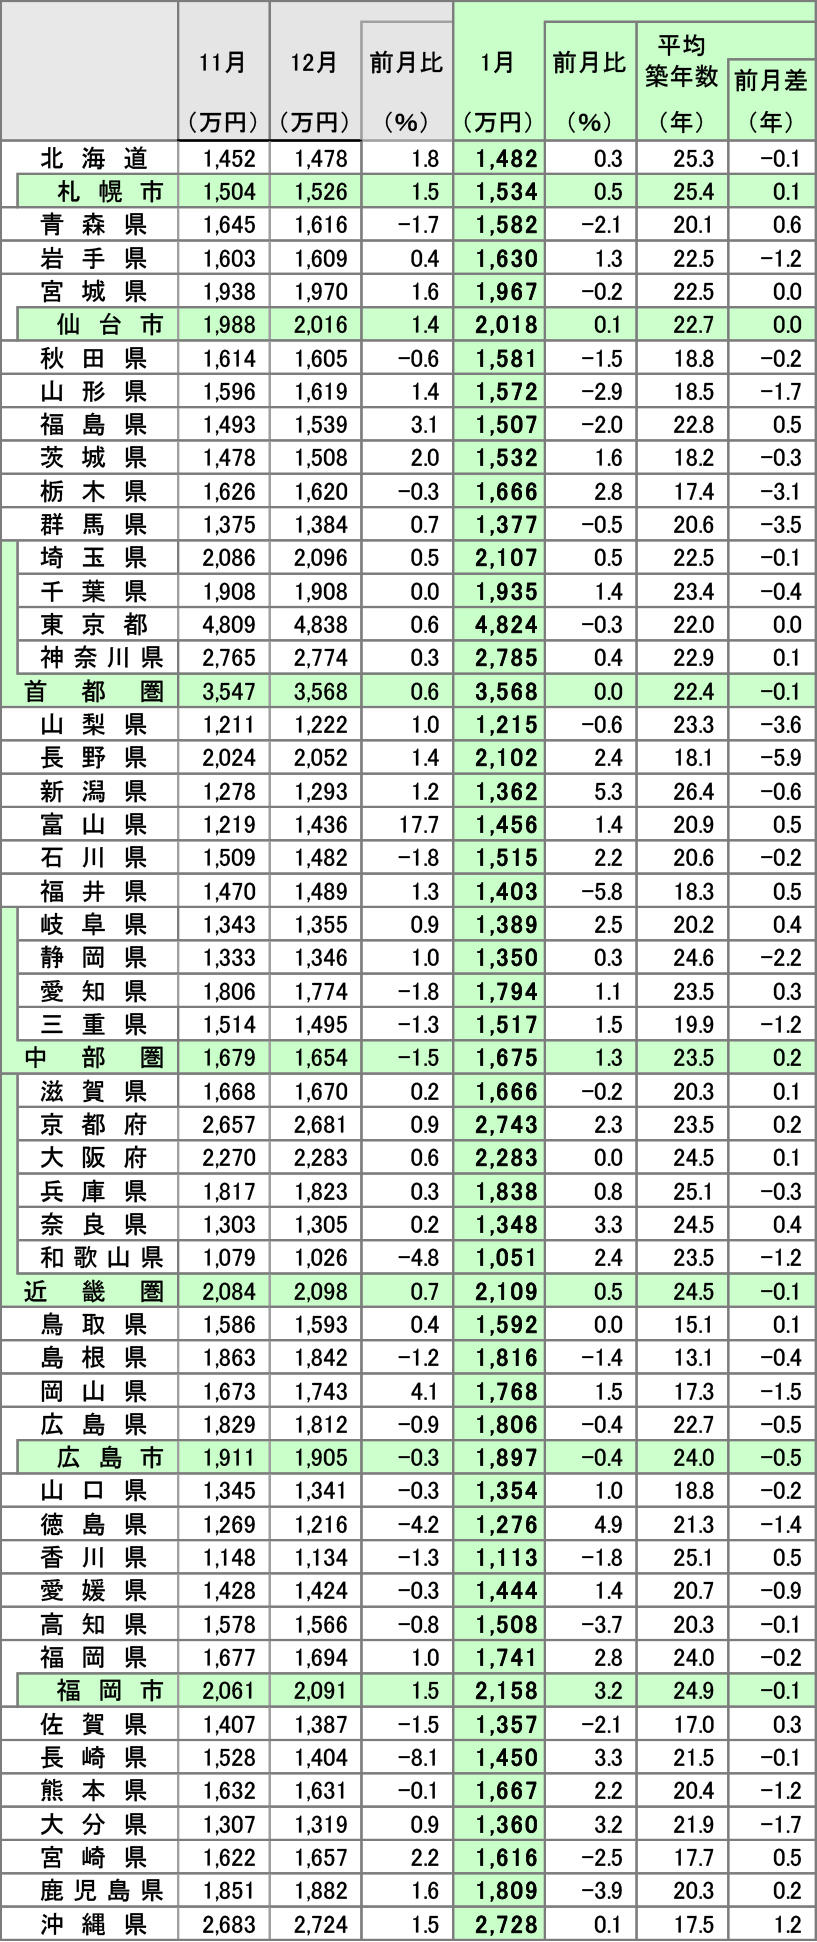 11月 12月 前月比 1月 前月比 平均築年数 前月差
（万円） （万円） （%） （万円） （%） （年） （年）
北海道 1,452 1,478 1.8 1,482 0.3 25.3 −0.1
札幌市 1,504 1,526 1.5 1,534 0.5 25.4 0.1
青森県 1,645 1,616 −1.7 1,582 −2.1 20.1 0.6
岩手県 1,603 1,609 0.4 1,630 1.3 22.5 −1.2
宮城県 1,938 1,970 1.6 1,967 −0.2 22.5 0.0
仙台市 1,988 2,016 1.4 2,018 0.1 22.7 0.0
秋田県 1,614 1,605 −0.6 1,581 −1.5 18.8 −0.2
山形県 1,596 1,619 1.4 1,572 −2.9 18.5 −1.7
福島県 1,493 1,539 3.1 1,507 −2.0 22.8 0.5
茨城県 1,478 1,508 2.0 1,532 1.6 18.2 −0.3
栃木県 1,626 1,620 −0.3 1,666 2.8 17.4 −3.1
群馬県 1,375 1,384 0.7 1,377 −0.5 20.6 −3.5
埼玉県 2,086 2,096 0.5 2,107 0.5 22.5 −0.1
千葉県 1,908 1,908 0.0 1,935 1.4 23.4 −0.4
東京都 4,809 4,838 0.6 4,824 −0.3 22.0 0.0
神奈川県 2,765 2,774 0.3 2,785 0.4 22.9 0.1
首都圏 3,547 3,568 0.6 3,568 0.0 22.4 −0.1
山梨県 1,211 1,222 1.0 1,215 −0.6 23.3 −3.6
長野県 2,024 2,052 1.4 2,102 2.4 18.1 −5.9
新潟県 1,278 1,293 1.2 1,362 5.3 26.4 −0.6
富山県 1,219 1,436 17.7 1,456 1.4 20.9 0.5
石川県 1,509 1,482 −1.8 1,515 2.2 20.6 −0.2
福井県 1,470 1,489 1.3 1,403 −5.8 18.3 0.5
岐阜県 1,343 1,355 0.9 1,389 2.5 20.2 0.4
静岡県 1,333 1,346 1.0 1,350 0.3 24.6 −2.2
愛知県 1,806 1,774 −1.8 1,794 1.1 23.5 0.3
三重県 1,514 1,495 −1.3 1,517 1.5 19.9 −1.2
中部圏 1,679 1,654 −1.5 1,675 1.3 23.5 0.2
滋賀県 1,668 1,670 0.2 1,666 −0.2 20.3 0.1
京都府 2,657 2,681 0.9 2,743 2.3 23.5 0.2
大阪府 2,270 2,283 0.6 2,283 0.0 24.5 0.1
兵庫県 1,817 1,823 0.3 1,838 0.8 25.1 −0.3
奈良県 1,303 1,305 0.2 1,348 3.3 24.5 0.4
和歌山県 1,079 1,026 −4.8 1,051 2.4 23.5 −1.2
近畿圏 2,084 2,098 0.7 2,109 0.5 24.5 −0.1
鳥取県 1,586 1,593 0.4 1,592 0.0 15.1 0.1
島根県 1,863 1,842 −1.2 1,816 −1.4 13.1 −0.4
岡山県 1,673 1,743 4.1 1,768 1.5 17.3 −1.5
広島県 1,829 1,812 −0.9 1,806 −0.4 22.7 −0.5
広島市 1,911 1,905 −0.3 1,897 −0.4 24.0 −0.5
山口県 1,345 1,341 −0.3 1,354 1.0 18.8 −0.2
徳島県 1,269 1,216 −4.2 1,276 4.9 21.3 −1.4
香川県 1,148 1,134 −1.3 1,113 −1.8 25.1 0.5
愛媛県 1,428 1,424 −0.3 1,444 1.4 20.7 −0.9
高知県 1,578 1,566 −0.8 1,508 −3.7 20.3 −0.1
福岡県 1,677 1,694 1.0 1,741 2.8 24.0 −0.2
福岡市 2,061 2,091 1.5 2,158 3.2 24.9 −0.1
佐賀県 1,407 1,387 −1.5 1,357 −2.1 17.0 0.3
長崎県 1,528 1,404 −8.1 1,450 3.3 21.5 −0.1
熊本県 1,632 1,631 −0.1 1,667 2.2 20.4 −1.2
大分県 1,307 1,319 0.9 1,360 3.2 21.9 −1.7
宮崎県 1,622 1,657 2.2 1,616 −2.5 17.7 0.5
鹿児島県 1,851 1,882 1.6 1,809 −3.9 20.3 0.2
沖縄県 2,683 2,724 1.5 2,728 0.1 17.5 1.2